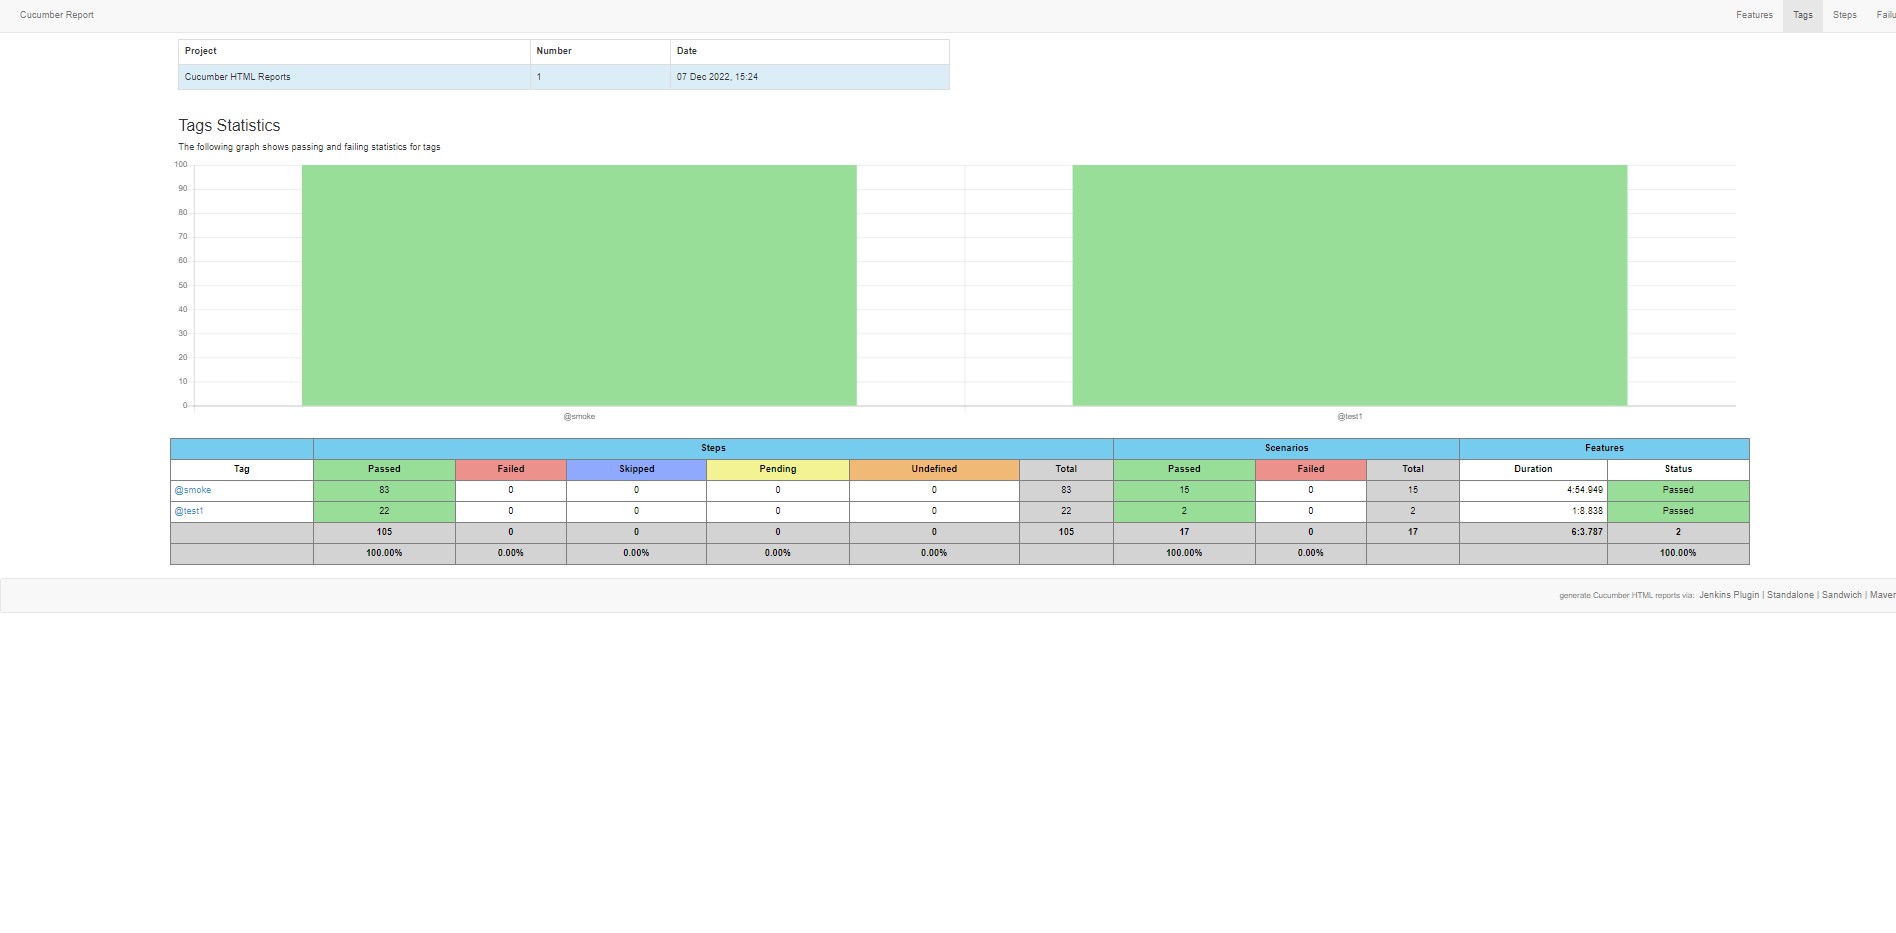 Cucumber Report Features Tags Steps
Project Number Date
Cucumber HTML Reports 1 07 Dec 2022, 15:24
Tags Statistics
The following graph shows passing and failing statistics for tags
100
90
80
70
60
50
40
30
20
10
0
@smoke @test1
Steps Scenarios Features
Tag Passed Failed Skipped Pending Undefined Total Passed Failed Total Duration Status
@smoke 83 0 0 0 0 83 15 0 15 4:54.949 Passed
@test1 22 0 0 0 0 22 2 0 2 1:8.838 Passed
105 0 0 0 0 105 17 0 17 6:3.787 2
100.00% 0.00% 0.00% 0.00% 0.00% 100.00% 0.00% 100.00%
generate Cucumber HTML reports via: Jenkins Plugin | Standalone | Sandwich |